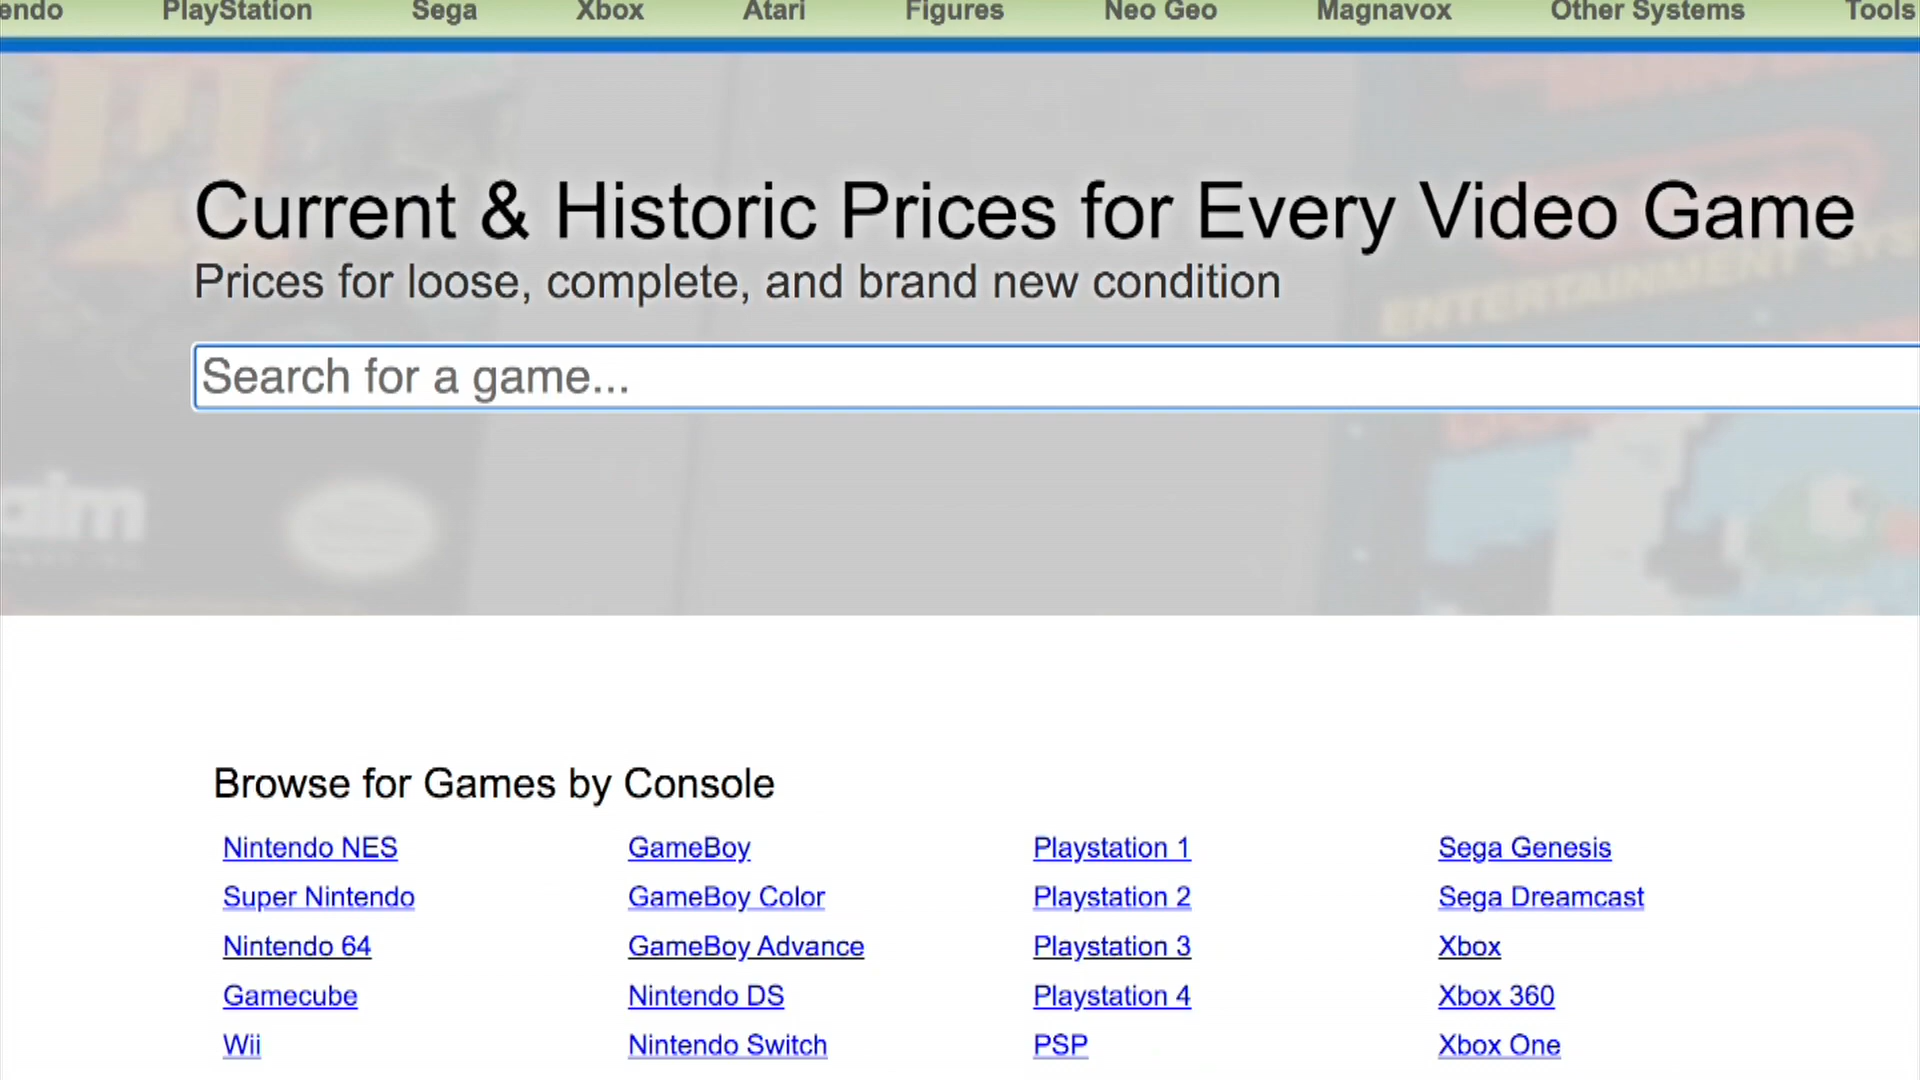 endo PlayStation Sega Xbox Atari Figures Neo Geo Magnavox Other Systems Tools
Current & Historic Prices for Every Video Game
Prices for loose, complete, and brand new condition
ENTERTAINMENT SYS
Search for a game...
aim
Browse for Games by Console
Nintendo NES GameBoy Playstation 1 Sega Genesis
Super Nintendo GameBoy Color Playstation 2 Sega Dreamcast
Nintendo 64 GameBoy Advance Playstation 3 Xbox
Gamecube Nintendo DS Playstation 4 Xbox 360
Wii Nintendo Switch PSP Xbox One